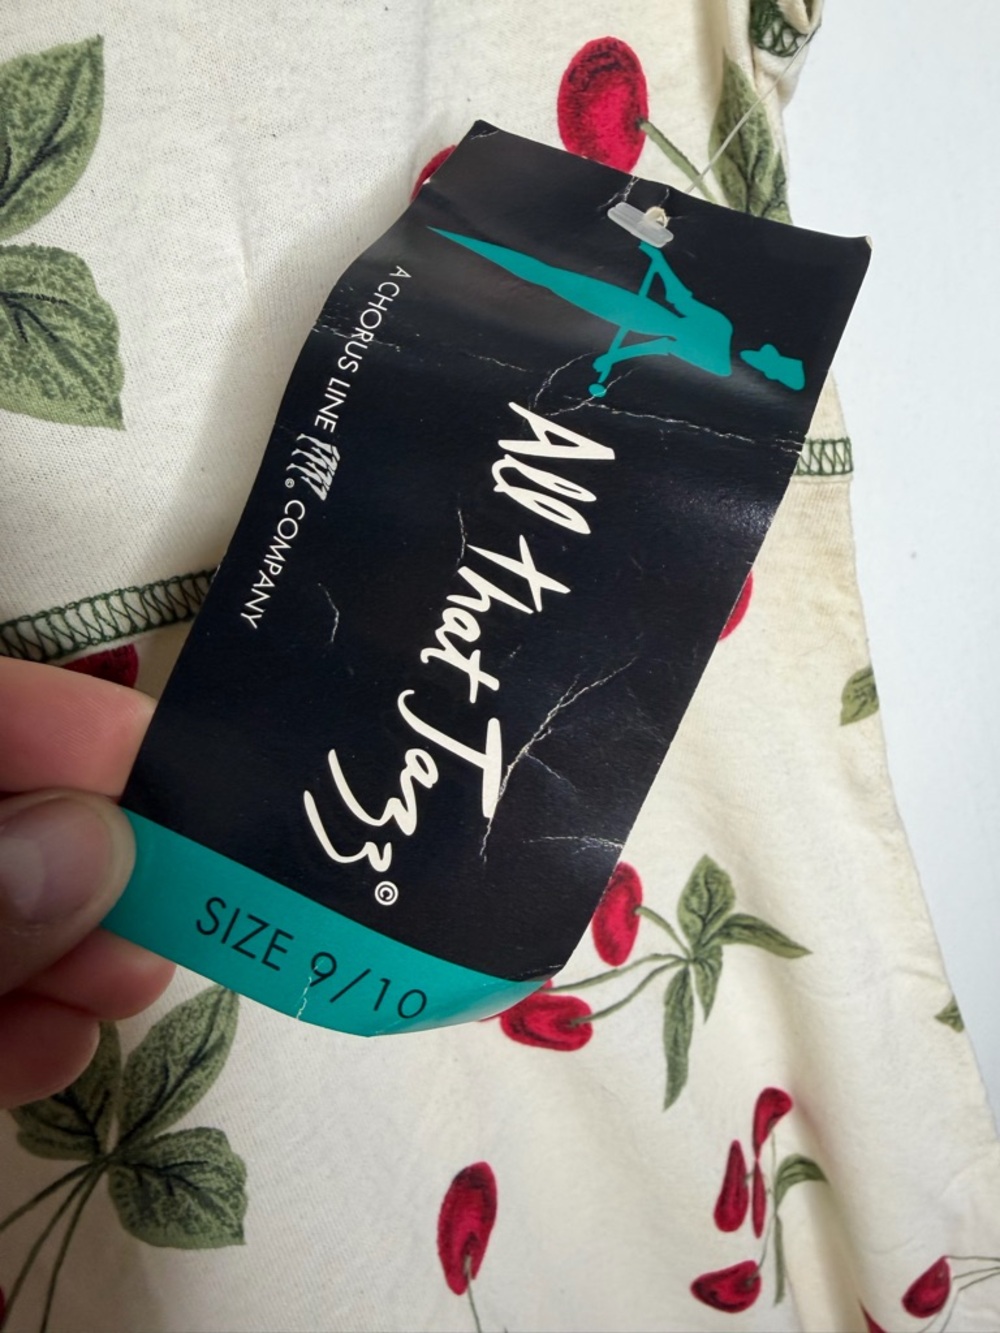 All that Jazz©
A CHORUS LINE © COMPANY
SIZE 9/10